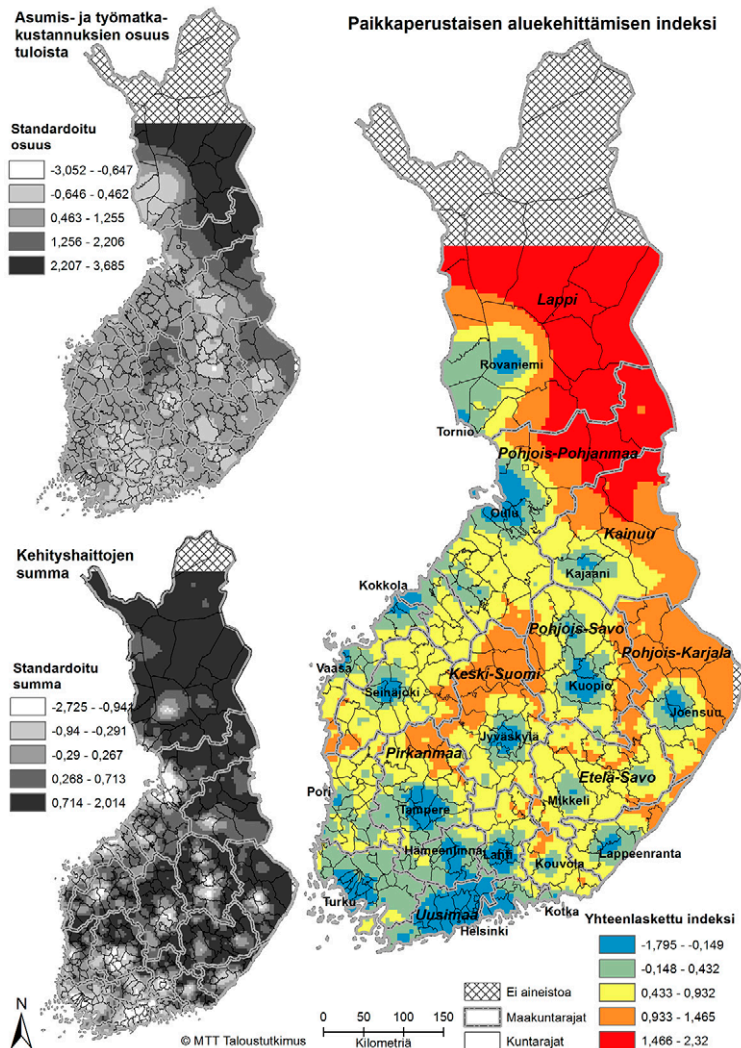 Asumis- ja työmatka-
kustannuksien osuus
tuloista
Standardoitu
osuus
-3,052 - -0,647
-0,646 - 0,462
0,463 - 1,255
1,256 - 2,206
2,207 - 3,685
Kehityshaittojen
summa
Standardoitu
summa
-2,725 - -0,941
-0,94 - -0,291
-0,29 - 0,267
0,268 - 0,713
0,714 - 2,014
N
© MTT Taloustutkimus
Paikkaperustaisen aluekehittämisen indeksi
Lappi
Rovaniemi
Tornio
Pohjois-Pohjanmaa
Oulu
Kainuu
Kajaani
Kokkola
Pohjois-Savo
Pohjois-Karjala
Vaasa
Keski-Suomi
Seinäjoki
Kuopio
Joensuu
Jyväskylä
Pirkanmaa
Etelä-Savo
Pori
Mikkeli
Tampere
Hämeenlinna
Lahti
Lappeenranta
Kouvola
Turku
Uusimaa
Kotka
Helsinki
0 50 100 150
Kilometriä
Ei aineistoa
Maakuntarajat
Kuntarajat
Yhteenlaskettu indeksi
-1,795 - -0,149
-0,148 - 0,432
0,433 - 0,932
0,933 - 1,465
1,466 - 2,32